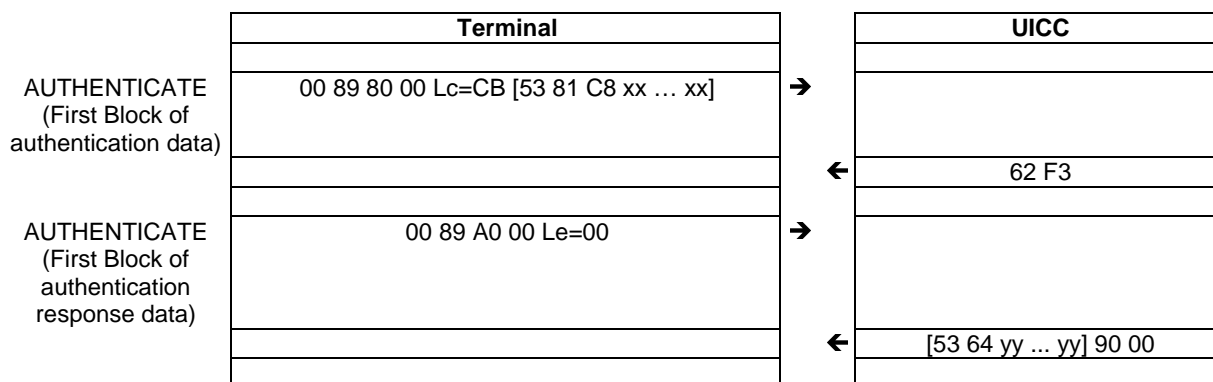 Terminal
UICC
AUTHENTICATE
(First Block of
authentication data)
00 89 80 00 Lc=CB [53 81 C8 xx … xx]
➔
🡰
62 F3
AUTHENTICATE
(First Block of
authentication
response data)
00 89 A0 00 Le=00
➔
🡰
[53 64 yy ... yy] 90 00